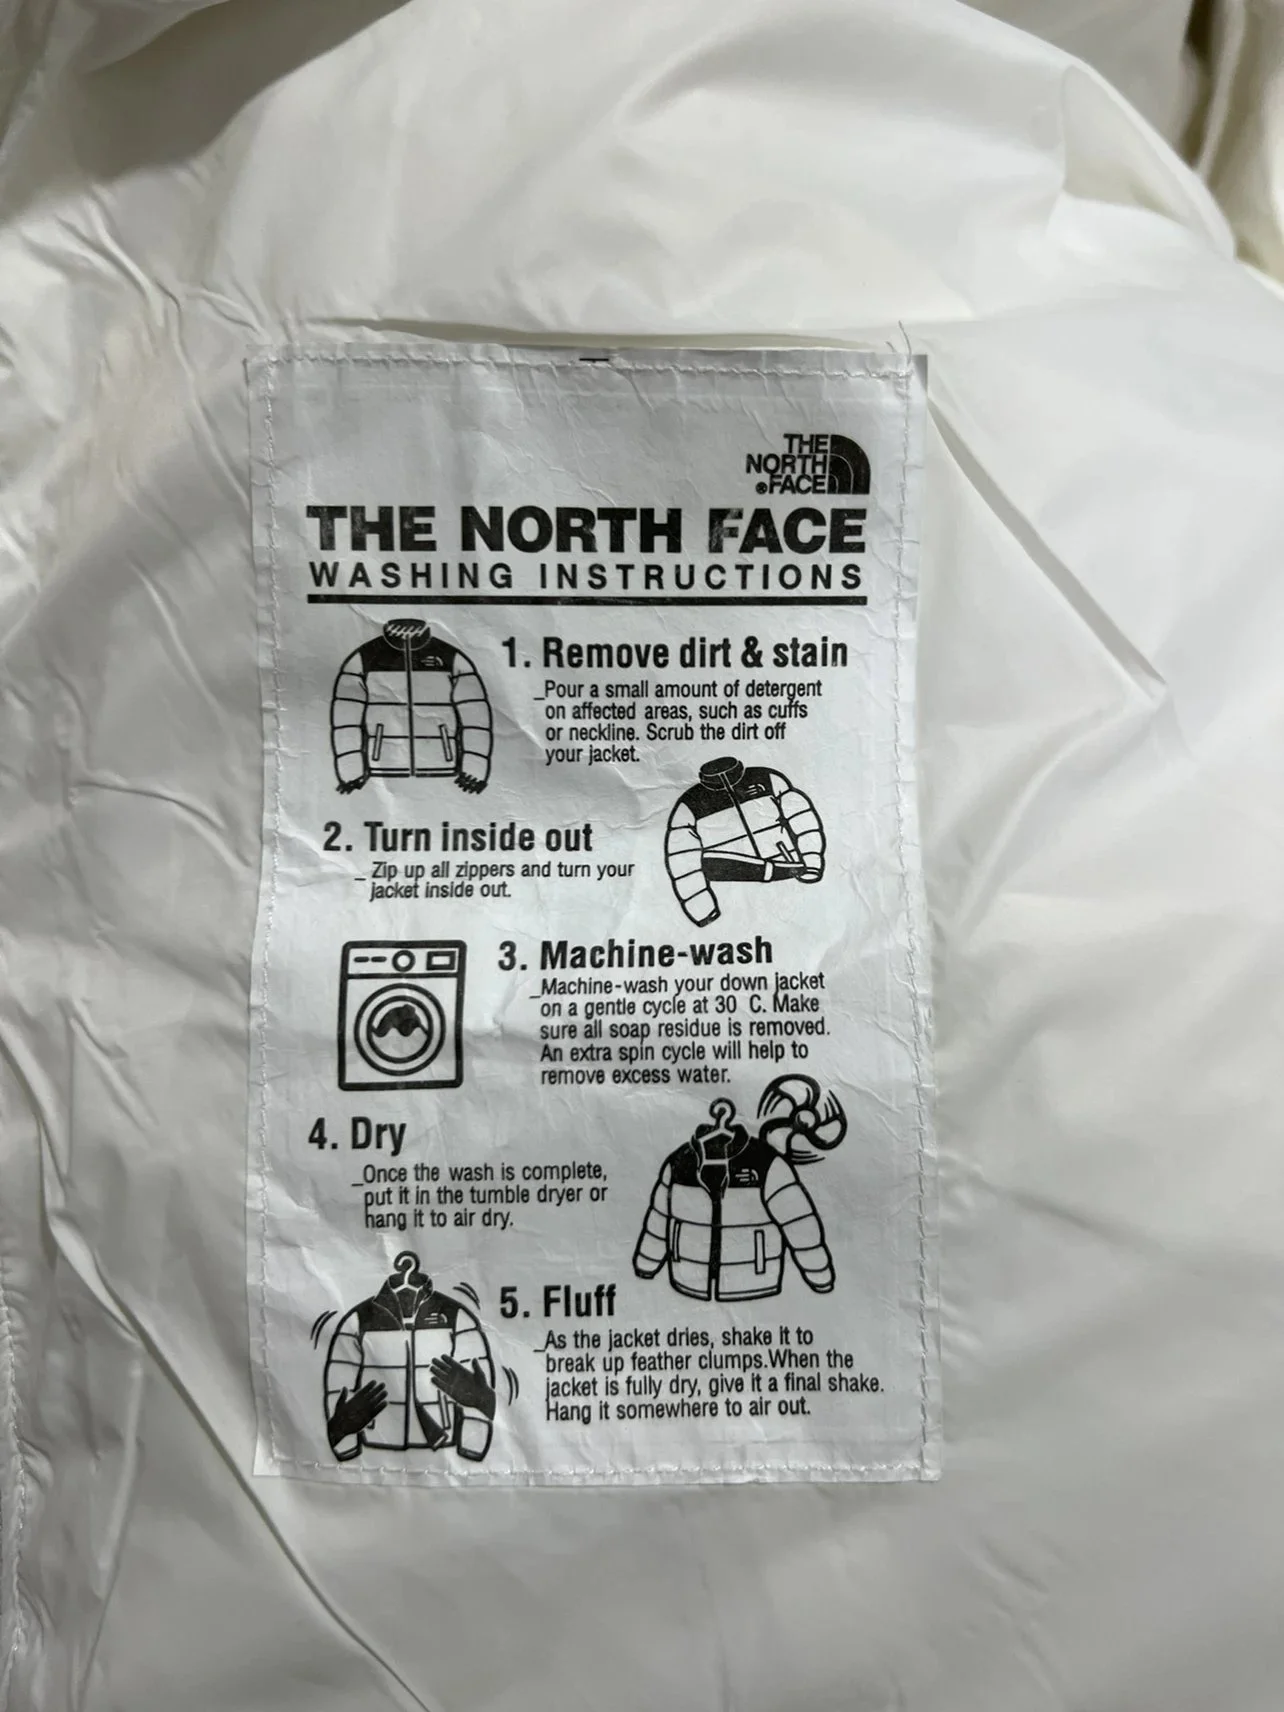 THE
NORTH
®FACE
THE NORTH FACE
WASHING INSTRUCTIONS
1. Remove dirt & stain
_Pour a small amount of detergent
on affected areas, such as cuffs
or neckline. Scrub the dirt off
your jacket.
2. Turn inside out
_ Zip up all zippers and turn your
jacket inside out.
3. Machine-wash
_Machine-wash your down jacket
on a gentle cycle at 30 C. Make
sure all soap residue is removed.
An extra spin cycle will help to
remove excess water.
4. Dry
_Once the wash is complete,
put it in the tumble dryer or
hang it to air dry.
5. Fluff
_As the jacket dries, shake it to
break up feather clumps.When the
jacket is fully dry, give it a final shake.
Hang it somewhere to air out.